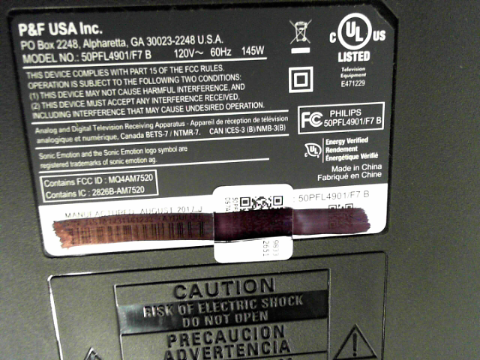 P&F USA Inc.
PO Box 2248, Alpharetta, GA 30023-2248 U.S.A.
MODEL NO.: 50PFL4901/F7 B 120V~ 60Hz 145W
THIS DEVICE COMPLIES WITH PART 15 OF THE FCC RULES.
OPERATION IS SUBJECT TO THE FOLLOWING TWO CONDITIONS:
(1) THIS DEVICE MAY NOT CAUSE HARMFUL INTERFERENCE, AND
(2) THIS DEVICE MUST ACCEPT ANY INTERFERENCE RECEIVED,
INCLUDING INTERFERENCE THAT MAY CAUSE UNDESIRED OPERATION.
Analog and Digital Television Receiving Apparatus - Appareil de réception de télévision
analogique et numérique, Canada BETS-7 / NTMR-7. CAN ICES-3 (B)/NMB-3(B)
Sonic Emotion and the Sonic Emotion logo symbol are
registered trademarks of sonic emotion ag.
Contains FCC ID : MQ4AM7520
Contains IC : 2826B-AM7520
C UL US
LISTED
Television
Equipment
E471229
FC PHILIPS
50PFL4901/F7 B
UL Energy Verified
Rendement
Énergétique Vérifié
Made in China
Fabriqué en Chine
MANUFACTURED AUGUST
50PFL4901/F7 B
CAUTION
RISK OF ELECTRIC SHOCK
DO NOT OPEN
PRECAUCION
ADVERTENCIA